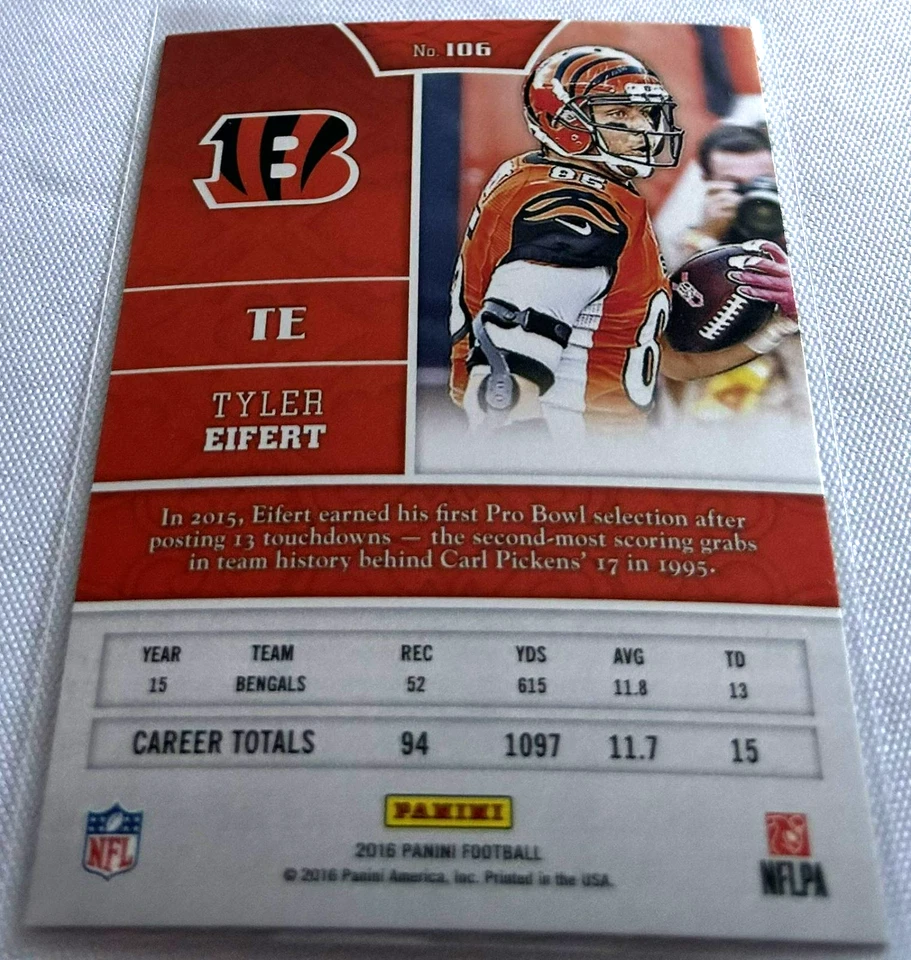 No. 106
B
85
8
TE
TYLER
EIFERT
In 2015, Eifert earned his first Pro Bowl selection after
posting 13 touchdowns — the second-most scoring grabs
in team history behind Carl Pickens' 17 in 1995.
YEAR TEAM REC YDS AVG TD
15 BENGALS 52 615 11.8 13
CAREER TOTALS 94 1097 11.7 15
PANINI
NFL
2016 PANINI FOOTBALL
© 2016 Panini America, Inc. Printed in the USA.
NFLPA